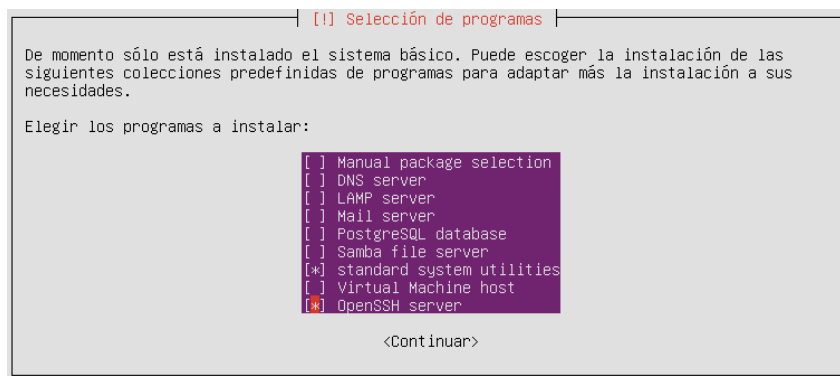 [!] Selección de programas
De momento sólo está instalado el sistema básico. Puede escoger la instalación de las
siguientes colecciones predefinidas de programas para adaptar más la instalación a sus
necesidades.
Elegir los programas a instalar:
[ ] Manual package selection
[ ] DNS server
[ ] LAMP server
[ ] Mail server
[ ] PostgreSQL database
[ ] Samba file server
[*] standard system utilities
[ ] Virtual Machine host
[*] OpenSSH server
<Continuar>